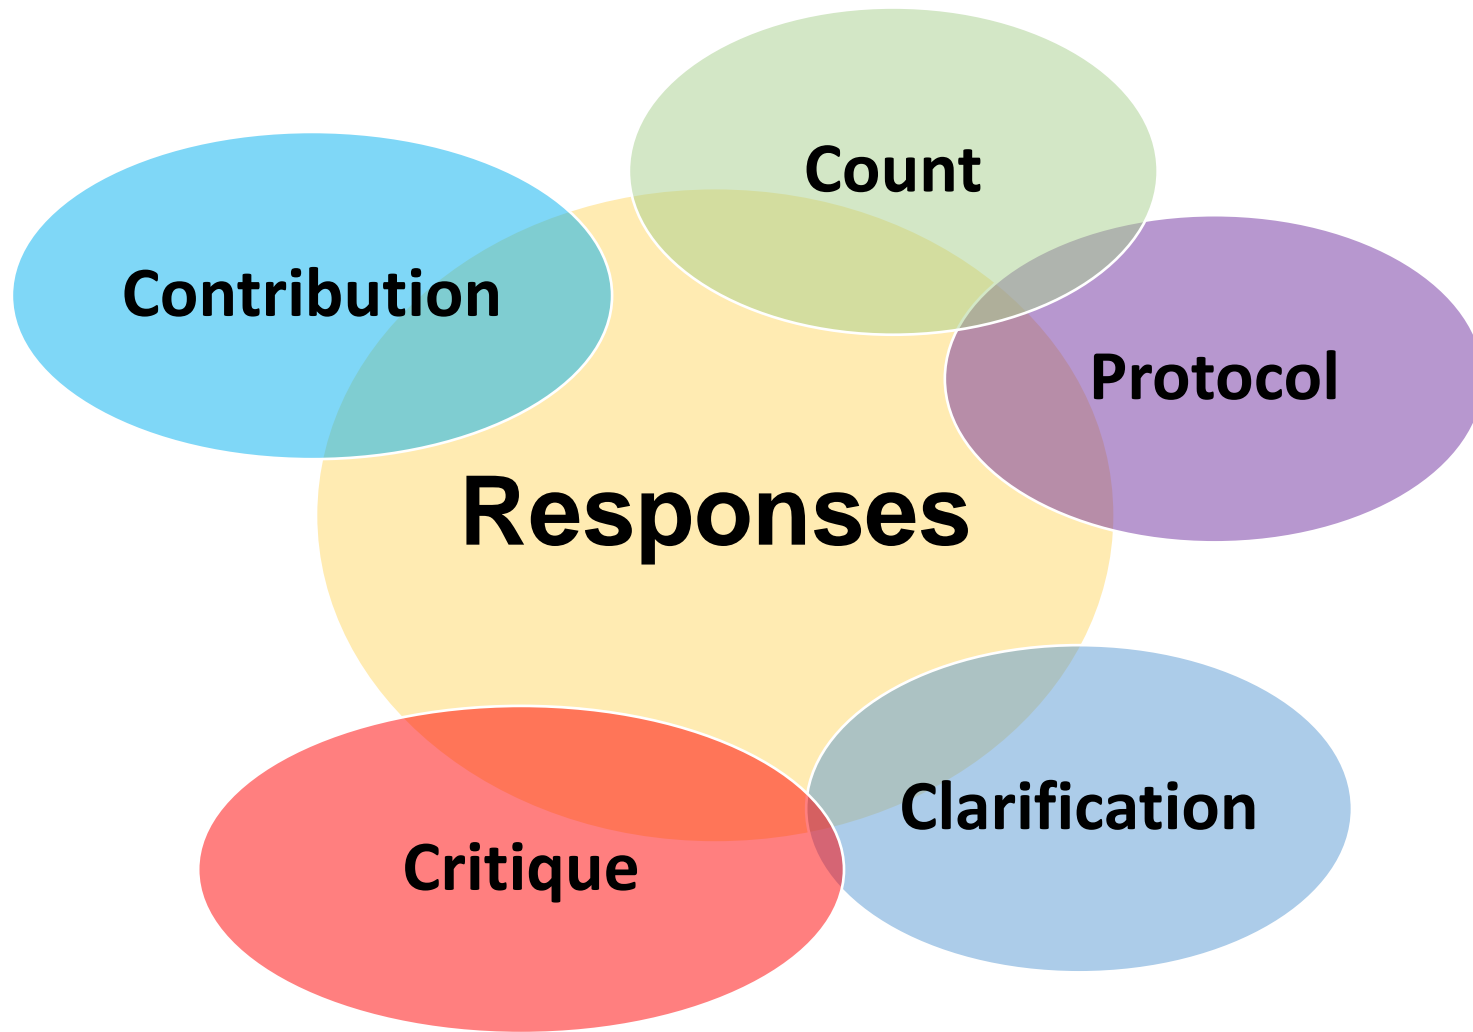 Count
Contribution
Protocol
Responses
Clarification
Critique